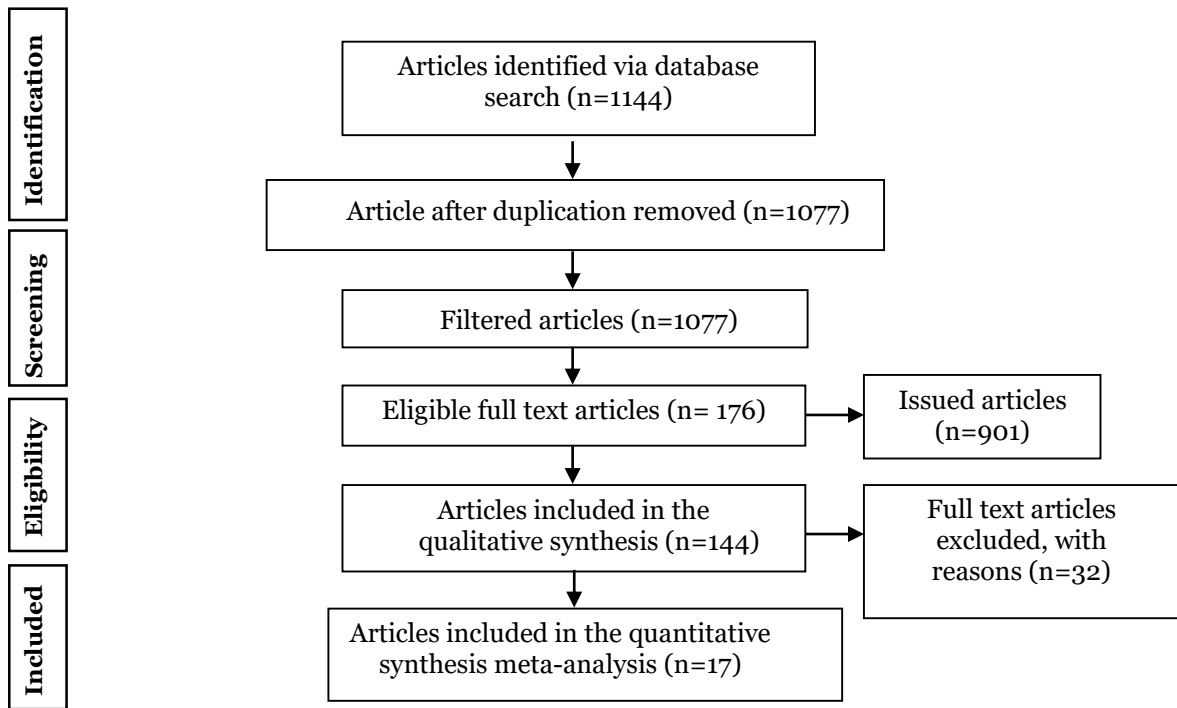 Identification
Articles identified via database
search (n=1144)
Article after duplication removed (n=1077)
Screening
Filtered articles (n=1077)
Eligible full text articles (n= 176)
Issued articles
(n=901)
Eligibility
Articles included in the
qualitative synthesis (n=144)
Full text articles
excluded, with
reasons (n=32)
Included
Articles included in the quantitative
synthesis meta-analysis (n=17)